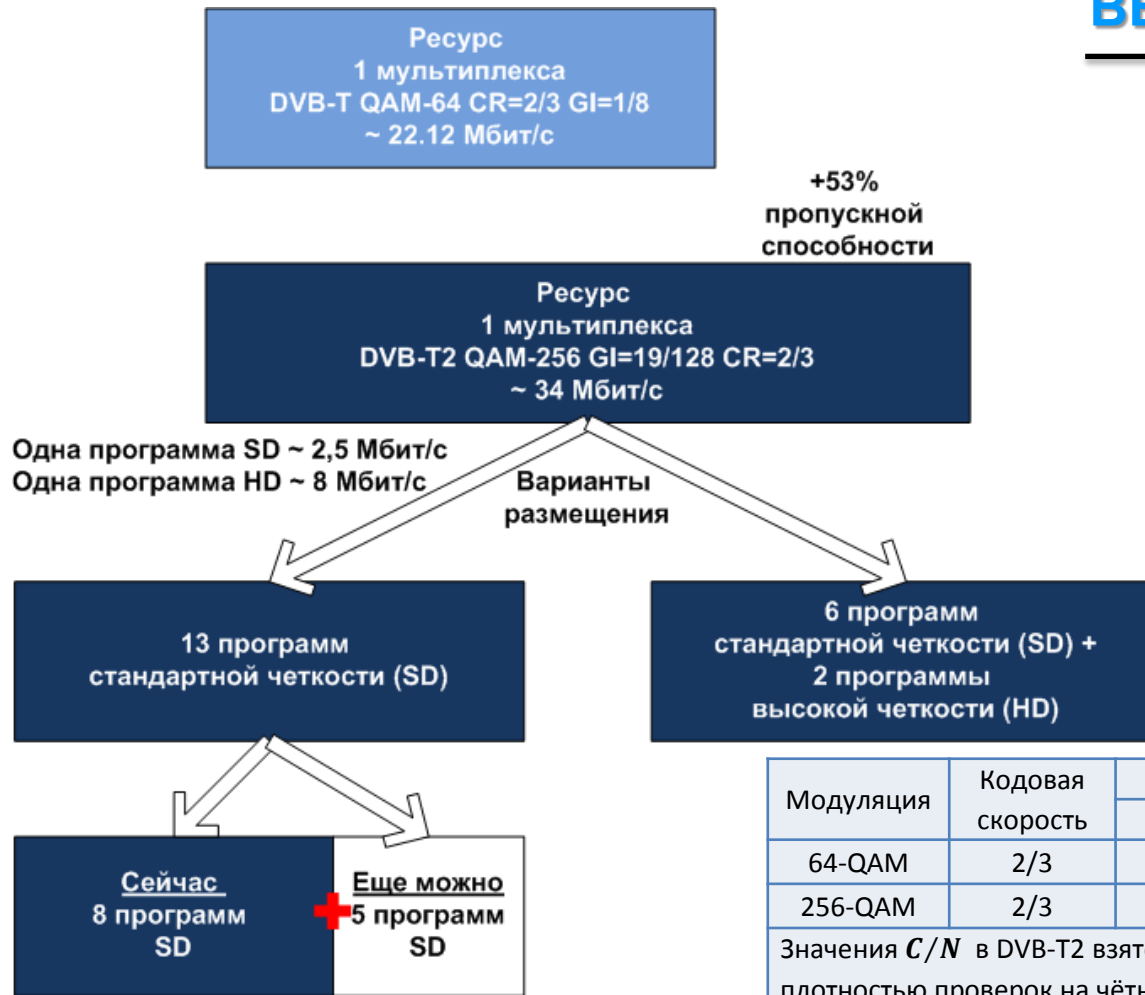 Ресурс
1 мультиплекса
DVB-T QAM-64 CR=2/3 GI=1/8
~ 22.12 Мбит/с
+53%
пропускной
способности
Ресурс
1 мультиплекса
DVB-T2 QAM-256 GI=19/128 CR=2/3
~ 34 Мбит/с
Одна программа SD ~ 2,5 Мбит/с
Одна программа HD ~ 8 Мбит/с
Варианты
размещения
13 программ
стандартной четкости (SD)
6 программ
стандартной четкости (SD) +
2 программы
высокой четкости (HD)
Сейчас
8 программ
SD
Еще можно
5 программ
SD
Модуляция
Кодовая
скорость
64-QAM 2/3
256-QAM 2/3
Значения C/N в DVB-T2